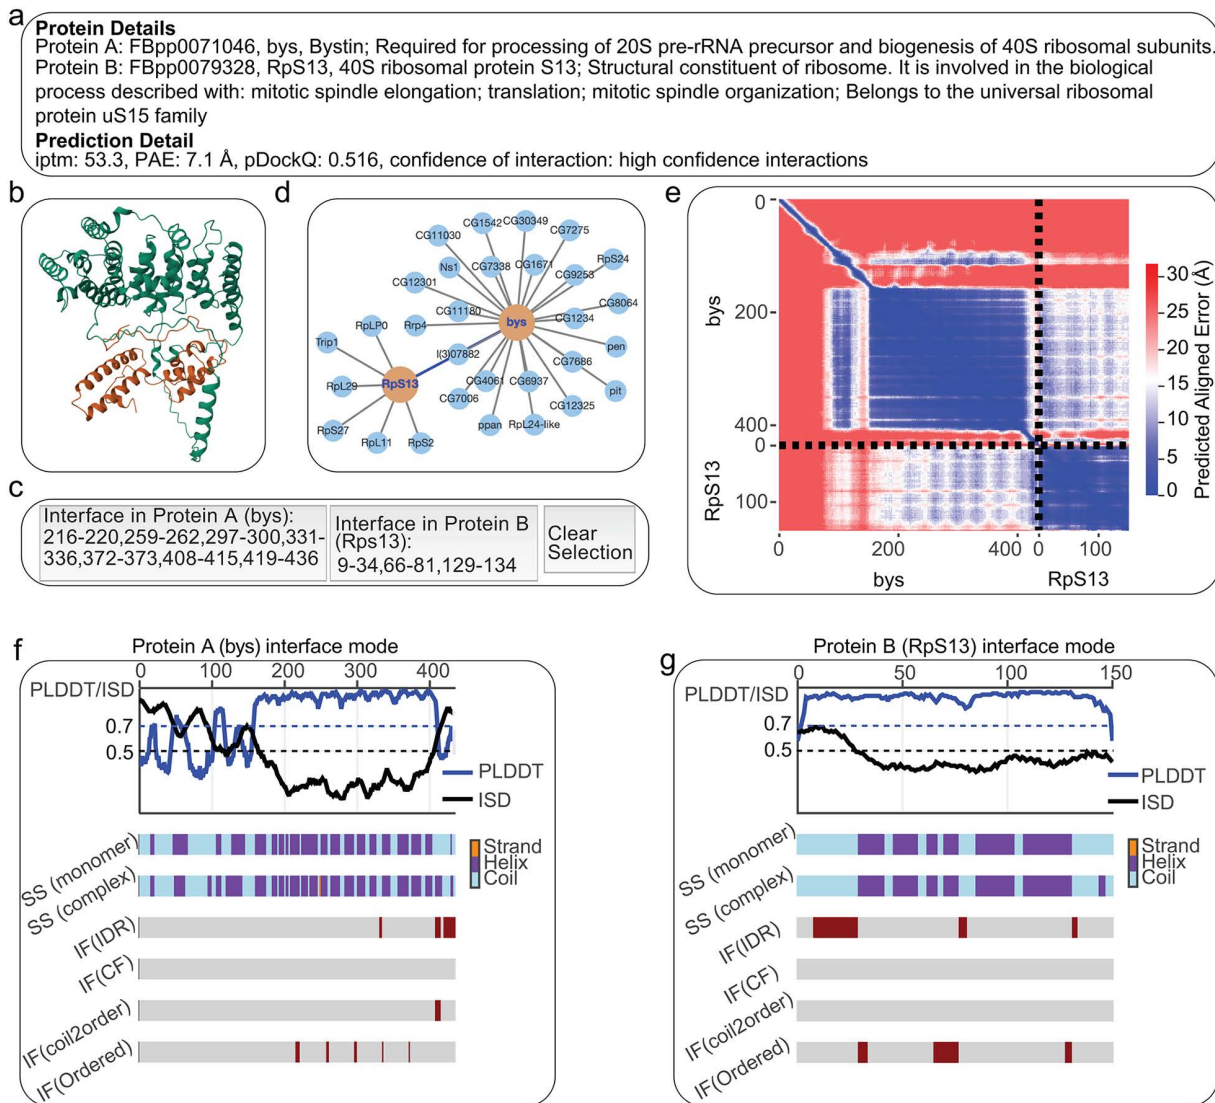 a
Protein Details
Protein A: FBpp0071046, bys, Bystin; Required for processing of 20S pre-rRNA precursor and biogenesis of 40S ribosomal subunits.
Protein B: FBpp0079328, RpS13, 40S ribosomal protein S13; Structural constituent of ribosome. It is involved in the biological
process described with: mitotic spindle elongation; translation; mitotic spindle organization; Belongs to the universal ribosomal
protein uS15 family
Prediction Detail
iptm: 53.3, PAE: 7.1 Å, pDockQ: 0.516, confidence of interaction: high confidence interactions
b
d
CG1542
CG30349
CG11030
CG7275
Ns1
CG7338
CG1671
CG9253
RpS24
CG12301
CG8064
CG11180
CG1234
RpLP0
Rrp4
bys
Trip1
l(3)07882
pen
CG7686
RpS13
RpL29
CG4061
CG6937
pit
CG7006
CG12325
RpS27
RpL11
RpS2
ppan
RpL24-like
e
0
200
400
0
100
bys
RpS13
0
200
400
0
100
bys
RpS13
30
25
20
15
10
5
0
Predicted Aligned Error (Å)
c
Interface in Protein A (bys):
216-220,259-262,297-300,331-
336,372-373,408-415,419-436
Interface in Protein B
(Rps13):
9-34,66-81,129-134
Clear
Selection
f
Protein A (bys) interface mode
0
100
200
300
400
PLDDT/ISD
0.7
0.5
PLDDT
ISD
SS (monomer)
Strand
Helix
Coil
SS (complex)
IF(IDR)
IF(CF)
IF(coil2order)
IF(Ordered)
g
Protein B (RpS13) interface mode
0
50
100
150
PLDDT/ISD
0.7
0.5
PLDDT
ISD
SS (monomer)
Strand
Helix
Coil
SS (complex)
IF(IDR)
IF(CF)
IF(coil2order)
IF(Ordered)